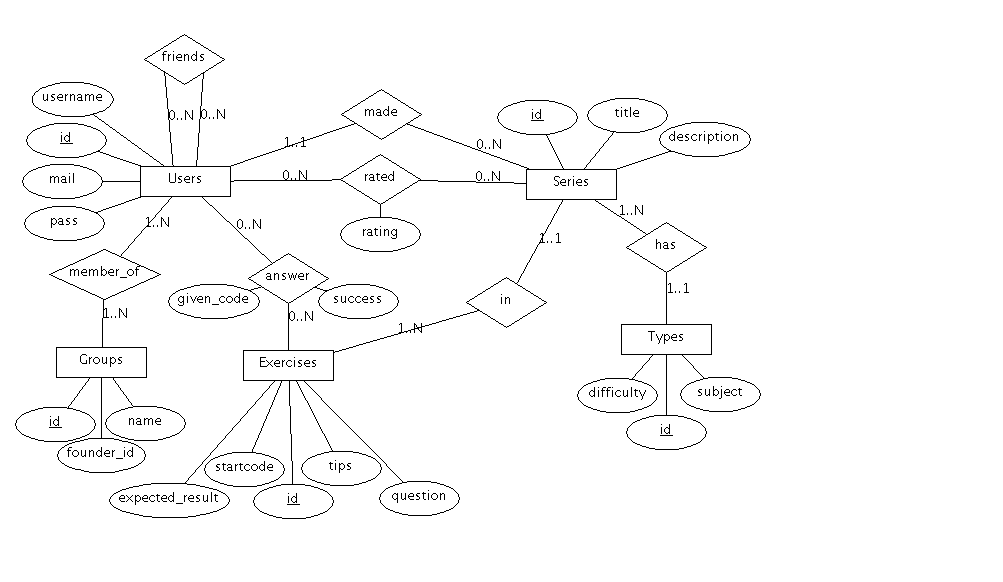 friends
username
0..N 0..N
made
id
title
id
1..1
0..N
description
mail
Users
0..N
rated
0..N
Series
pass
1..N
0..N
rating
1..1
1..N
has
member_of
answer
given_code
success
in
1..1
1..N
0..N
1..N
Types
Groups
Exercises
difficulty
subject
id
name
id
founder_id
startcode
tips
expected_result
id
question